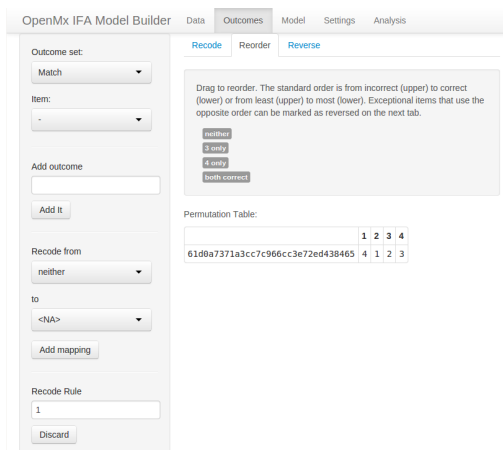 OpenMx IFA Model Builder Data Outcomes Model Settings Analysis
Outcome set:
Match
Item:
-
Add outcome
Add It
Recode from
neither
to
<NA>
Add mapping
Recode Rule
1
Discard
Recode Reorder Reverse
Drag to reorder. The standard order is from incorrect (upper) to correct
(lower) or from least (upper) to most (lower). Exceptional items that use the
opposite order can be marked as reversed on the next tab.
neither
3 only
4 only
both correct
Permutation Table:
1 2 3 4
61d0a7371a3cc7c966cc3e72ed438465 4 1 2 3